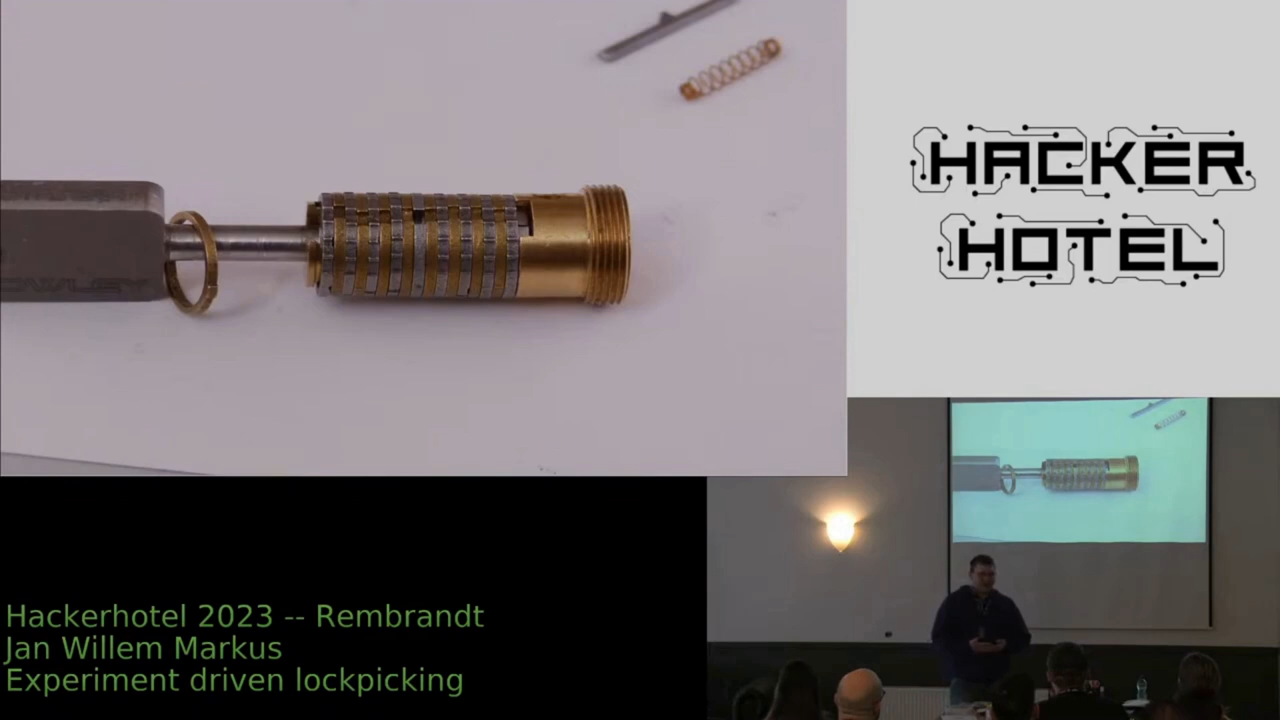 HACKER
HOTEL
Hackerhotel 2023 -- Rembrandt
Jan Willem Markus
Experiment driven lockpicking